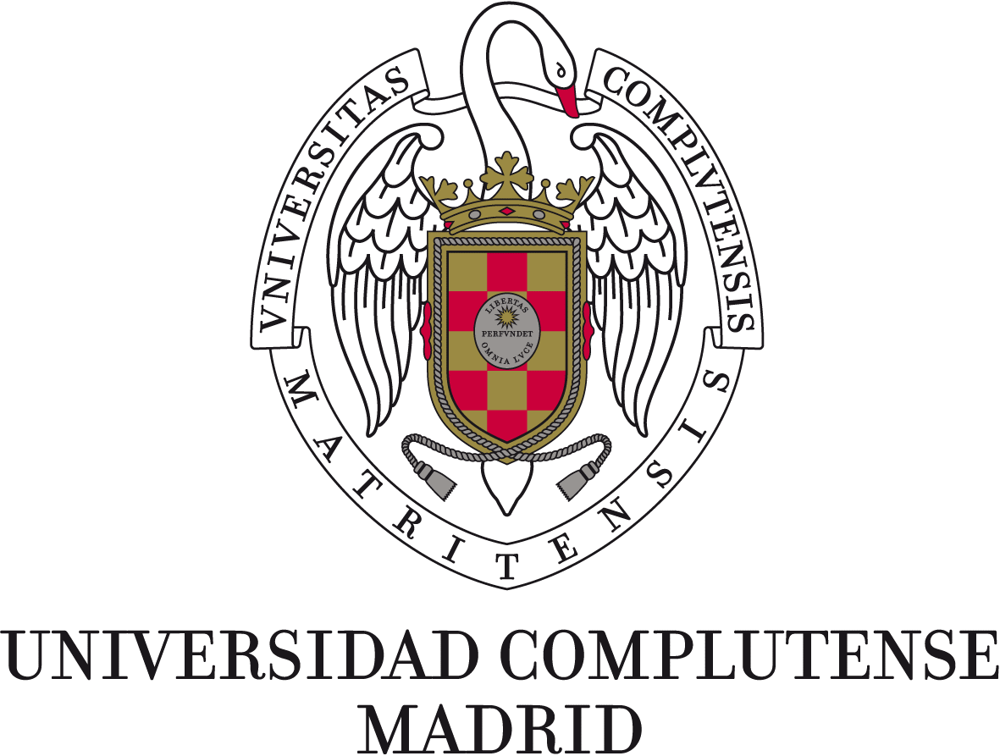 VNIVERSITAS
COMPLVTENSIS
MATRITENSIS
LIBERTAS
PERFVNDET
OMNIA LVCE
UNIVERSIDAD COMPLUTENSE
MADRID